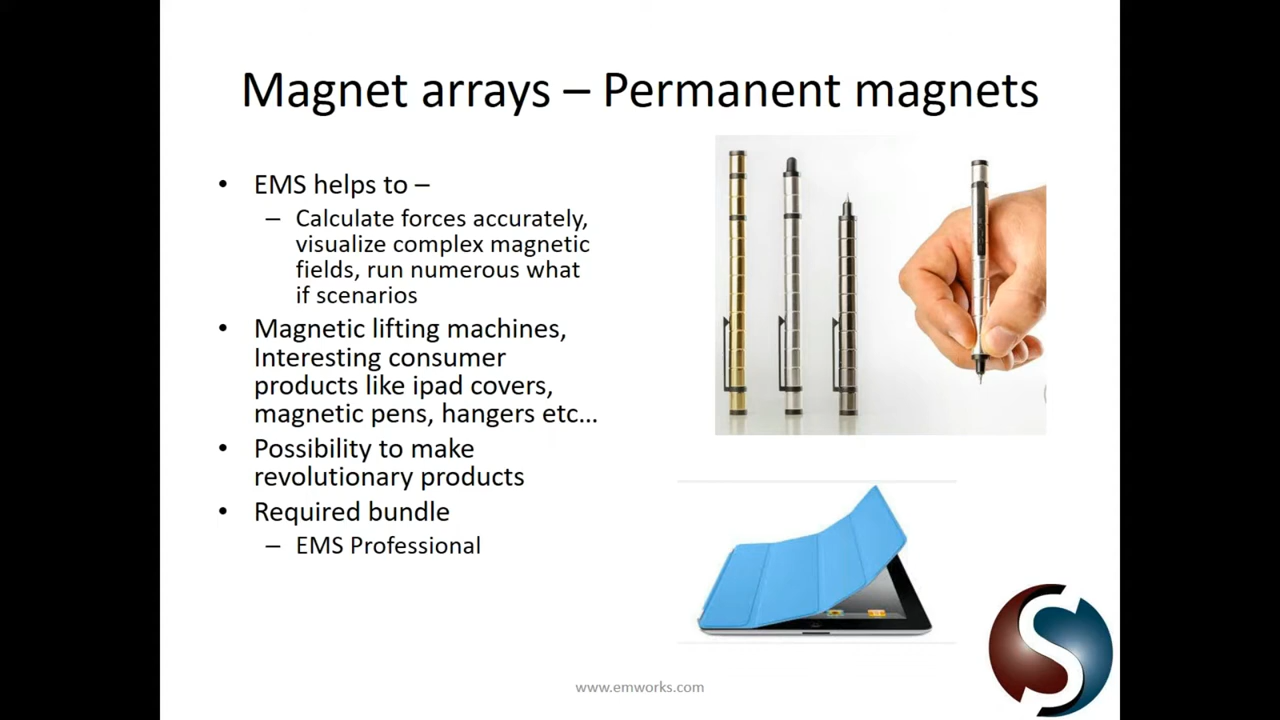 Magnet arrays – Permanent magnets
• EMS helps to –
– Calculate forces accurately,
visualize complex magnetic
fields, run numerous what
if scenarios
• Magnetic lifting machines,
Interesting consumer
products like ipad covers,
magnetic pens, hangers etc…
• Possibility to make
revolutionary products
• Required bundle
– EMS Professional
www.emworks.com